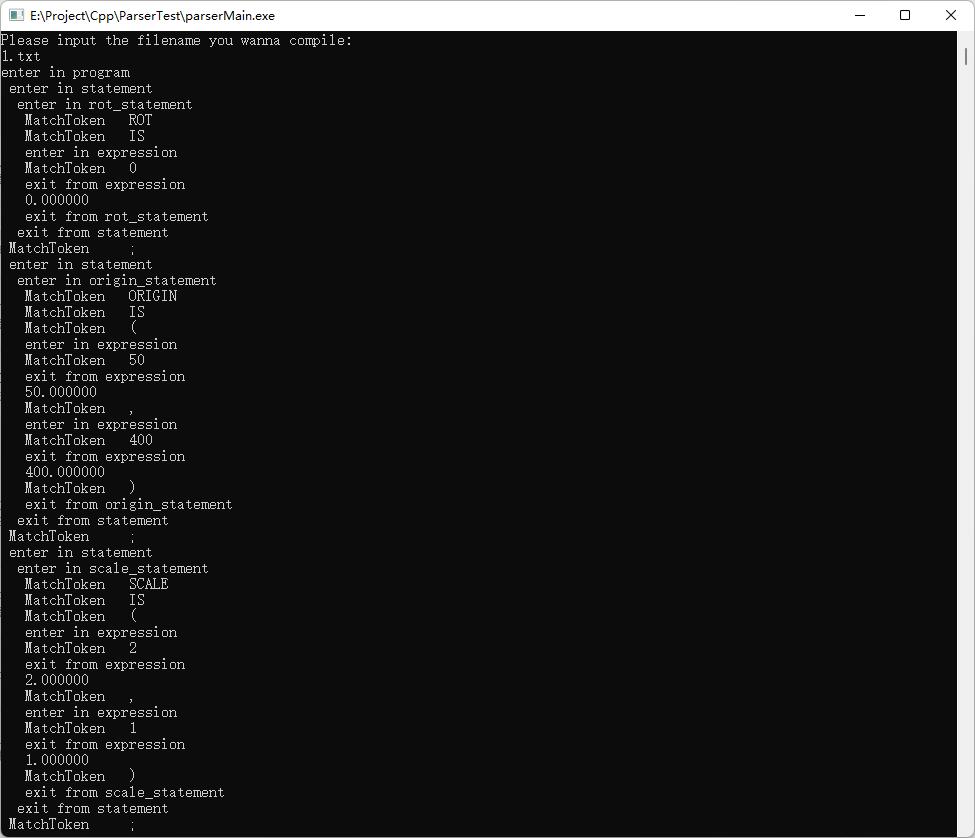 E:\Project\Cpp\ParserTest\parserMain.exe
Please input the filename you wanna compile:
1.txt
enter in program
 enter in statement
  enter in rot_statement
   MatchToken   ROT
   MatchToken   IS
   enter in expression
   MatchToken   0
   exit from expression
   0.000000
   exit from rot_statement
  exit from statement
 MatchToken     ;
 enter in statement
  enter in origin_statement
   MatchToken   ORIGIN
   MatchToken   IS
   MatchToken   (
   enter in expression
   MatchToken   50
   exit from expression
   50.000000
   MatchToken   ,
   enter in expression
   MatchToken   400
   exit from expression
   400.000000
   MatchToken   )
   exit from origin_statement
  exit from statement
 MatchToken     ;
 enter in statement
  enter in scale_statement
   MatchToken   SCALE
   MatchToken   IS
   MatchToken   (
   enter in expression
   MatchToken   2
   exit from expression
   2.000000
   MatchToken   ,
   enter in expression
   MatchToken   1
   exit from expression
   1.000000
   MatchToken   )
   exit from scale_statement
  exit from statement
 MatchToken     ;